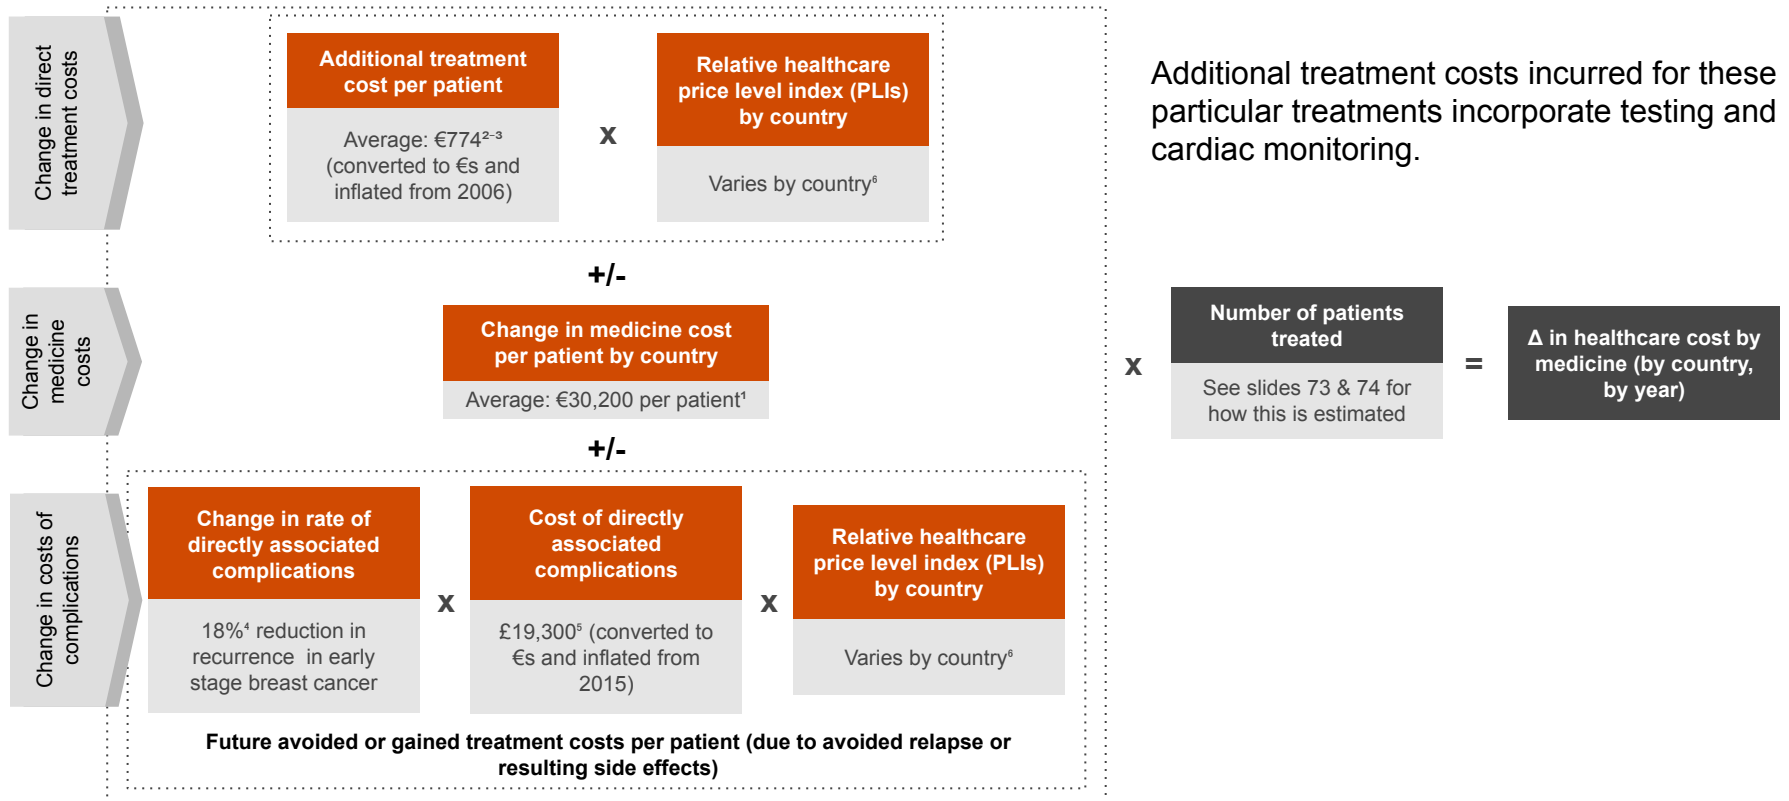 Change in direct
treatment costs
Additional treatment
cost per patient
Average: €774²⁻³
(converted to €s and
inflated from 2006)
x
Relative healthcare
price level index (PLIs)
by country
Varies by country⁶
Additional treatment costs incurred for these
particular treatments incorporate testing and
cardiac monitoring.
+/-
Change in
medicine
costs
Change in medicine cost
per patient by country
Average: €30,200 per patient¹
x
Number of patients
treated
See slides 73 & 74 for
how this is estimated
=
Δ in healthcare cost by
medicine (by country,
by year)
+/-
Change in costs of
complications
Change in rate of
directly associated
complications
18%⁴ reduction in
recurrence in early
stage breast cancer
x
Cost of directly
associated
complications
£19,300⁵ (converted to
€s and inflated from
2015)
x
Relative healthcare
price level index (PLIs)
by country
Varies by country⁶
Future avoided or gained treatment costs per patient (due to avoided relapse or
resulting side effects)